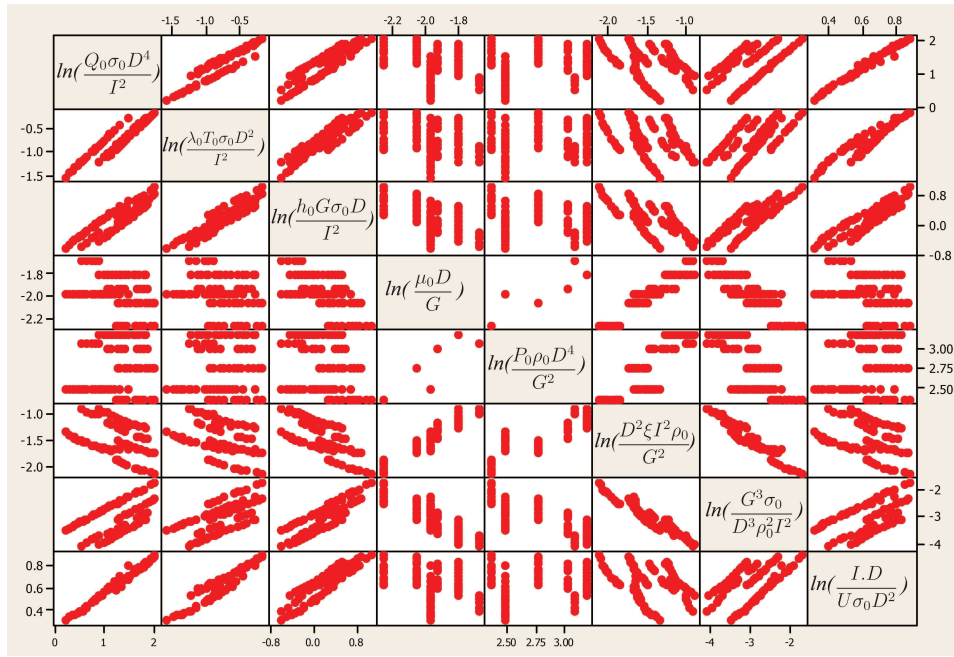 -1.5 -1.0 -0.5 -2.2 -2.0 -1.8 -2.0 -1.0 0.4 0.6 0.8
ln(Q₀σ₀D⁴/I²) 2 1 0
-0.5 -1.0 -1.5 ln(λ₀T₀σ₀D²/I²)
ln(h₀Gσ₀D/I²) 0.8 0.0 -0.8
-1.8 -2.0 -2.2 ln(μ₀D/G)
ln(P₀ρ₀D⁴/G²) 3.00 2.75 2.50
-1.0 -1.5 -2.0 ln(D²ξI²ρ₀/G²)
ln(G³σ₀/D³ρ₀²I²) -2 -3 -4
0.8 0.6 0.4 ln(I.D/Uσ₀D²)
0 1 2 -0.8 0.0 0.8 2.50 2.75 3.00 -4 -3 -2